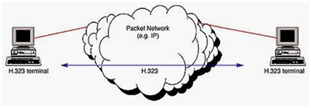 Packet Network
(e.g. IP)
H.323 terminal
H.323
H.323 terminal